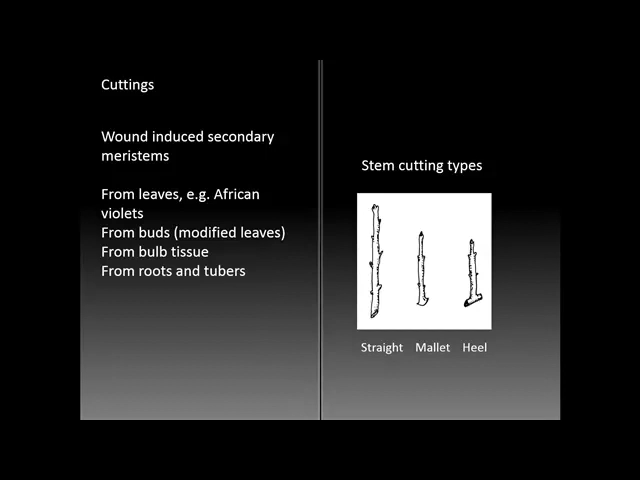 Cuttings
Wound induced secondary
meristems
From leaves, e.g. African
violets
From buds (modified leaves)
From bulb tissue
From roots and tubers
Stem cutting types
Straight Mallet Heel